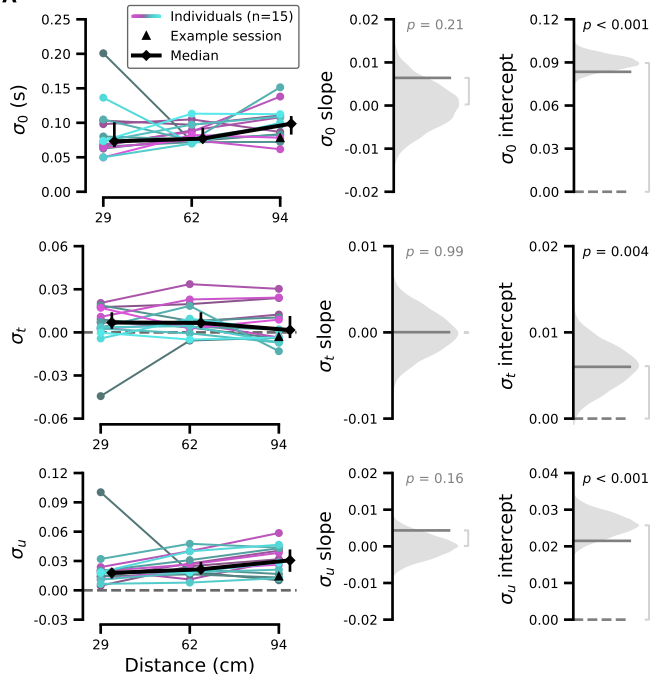 Individuals (n=15)
Example session
Median
0.25
0.20
0.15
0.10
0.05
0.00
σ0 (s)
29
62
94
0.02
0.01
0.00
-0.01
-0.02
σ0 slope
p = 0.21
0.12
0.09
0.06
0.03
0.00
σ0 intercept
p < 0.001
0.06
0.03
0.00
-0.03
-0.06
σt
29
62
94
0.01
0.00
-0.01
σt slope
p = 0.99
0.02
0.01
0.00
σt intercept
p = 0.004
0.12
0.09
0.06
0.03
0.00
-0.03
σu
29
62
94
Distance (cm)
0.02
0.01
0.00
-0.01
-0.02
σu slope
p = 0.16
0.04
0.03
0.02
0.01
0.00
σu intercept
p < 0.001